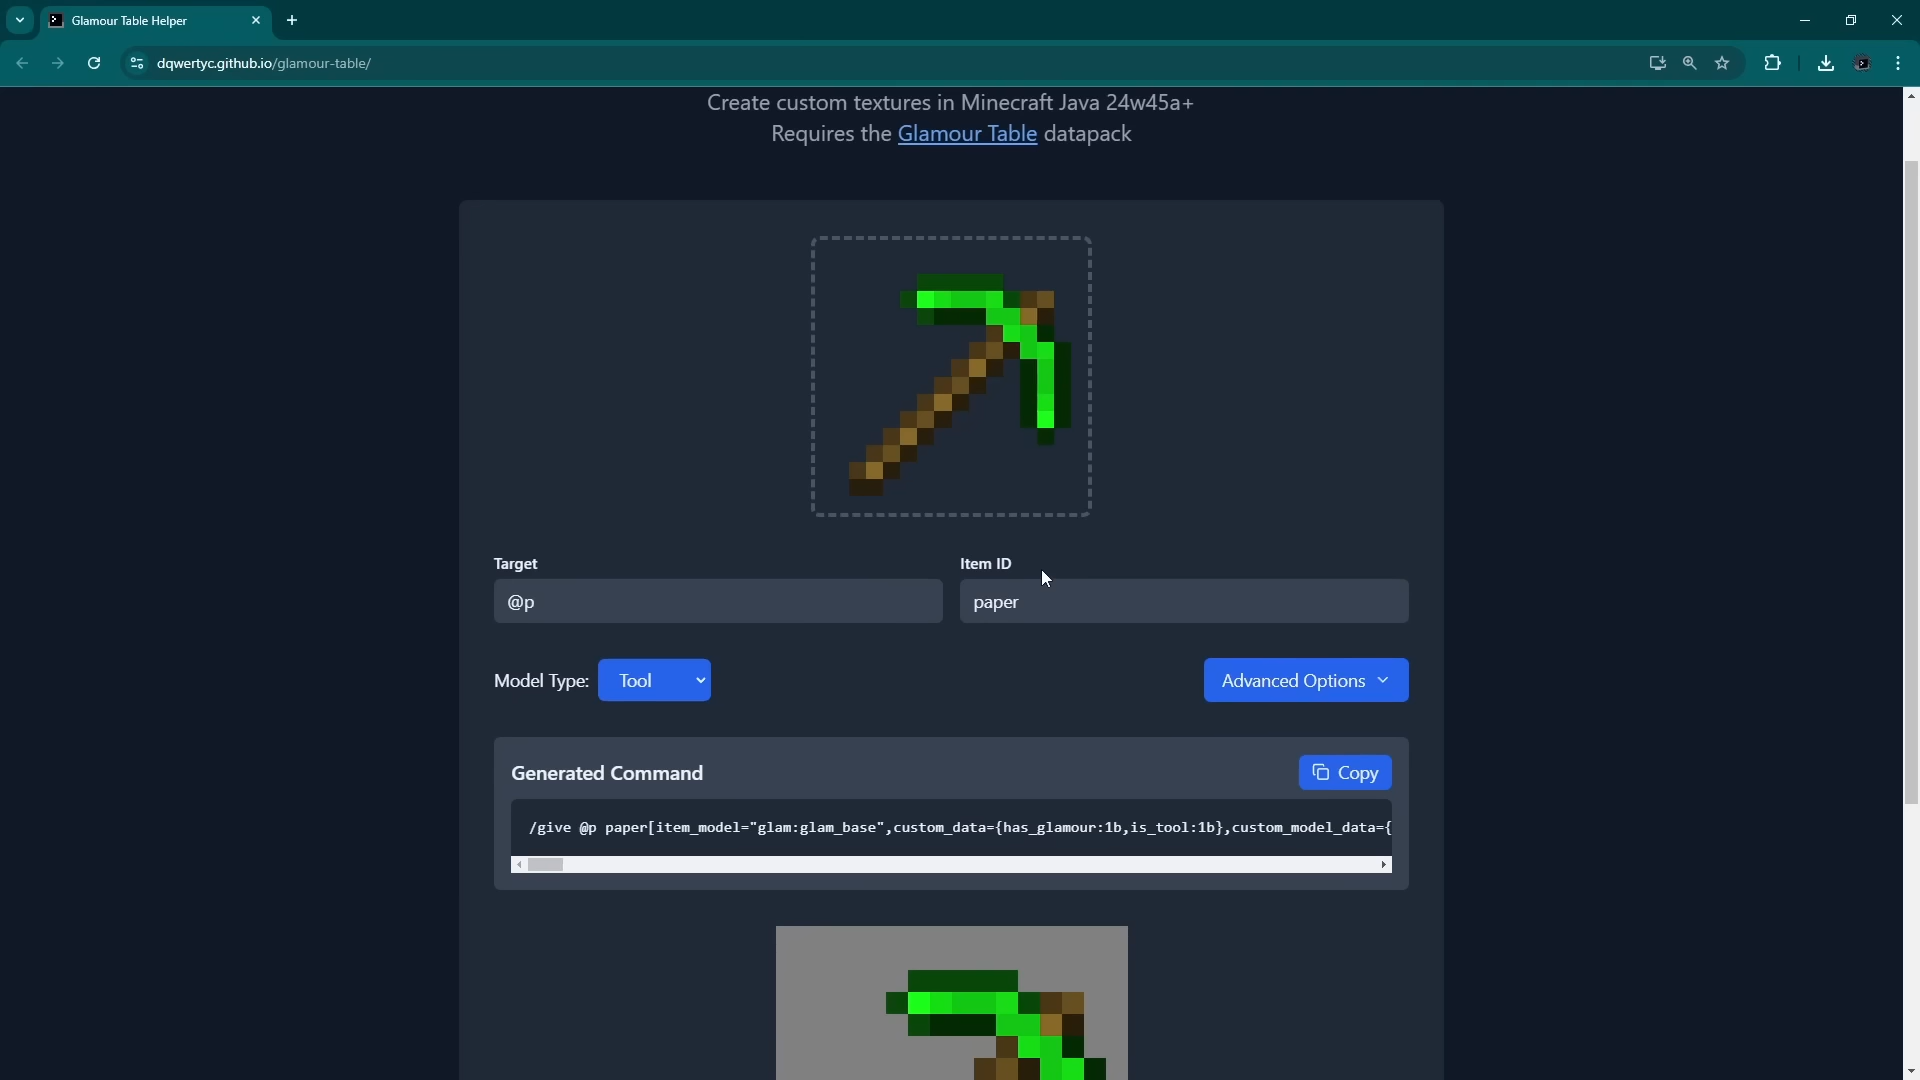 Glamour Table Helper
dqwertyc.github.io/glamour-table/
Create custom textures in Minecraft Java 24w45a+
Requires the Glamour Table datapack
Target
Item ID
@p
paper
Model Type:
Tool
Advanced Options
Generated Command
Copy
/give @p paper[item_model="glam:glam_base",custom_data={has_glamour:1b,is_tool:1b},custom_model_data={